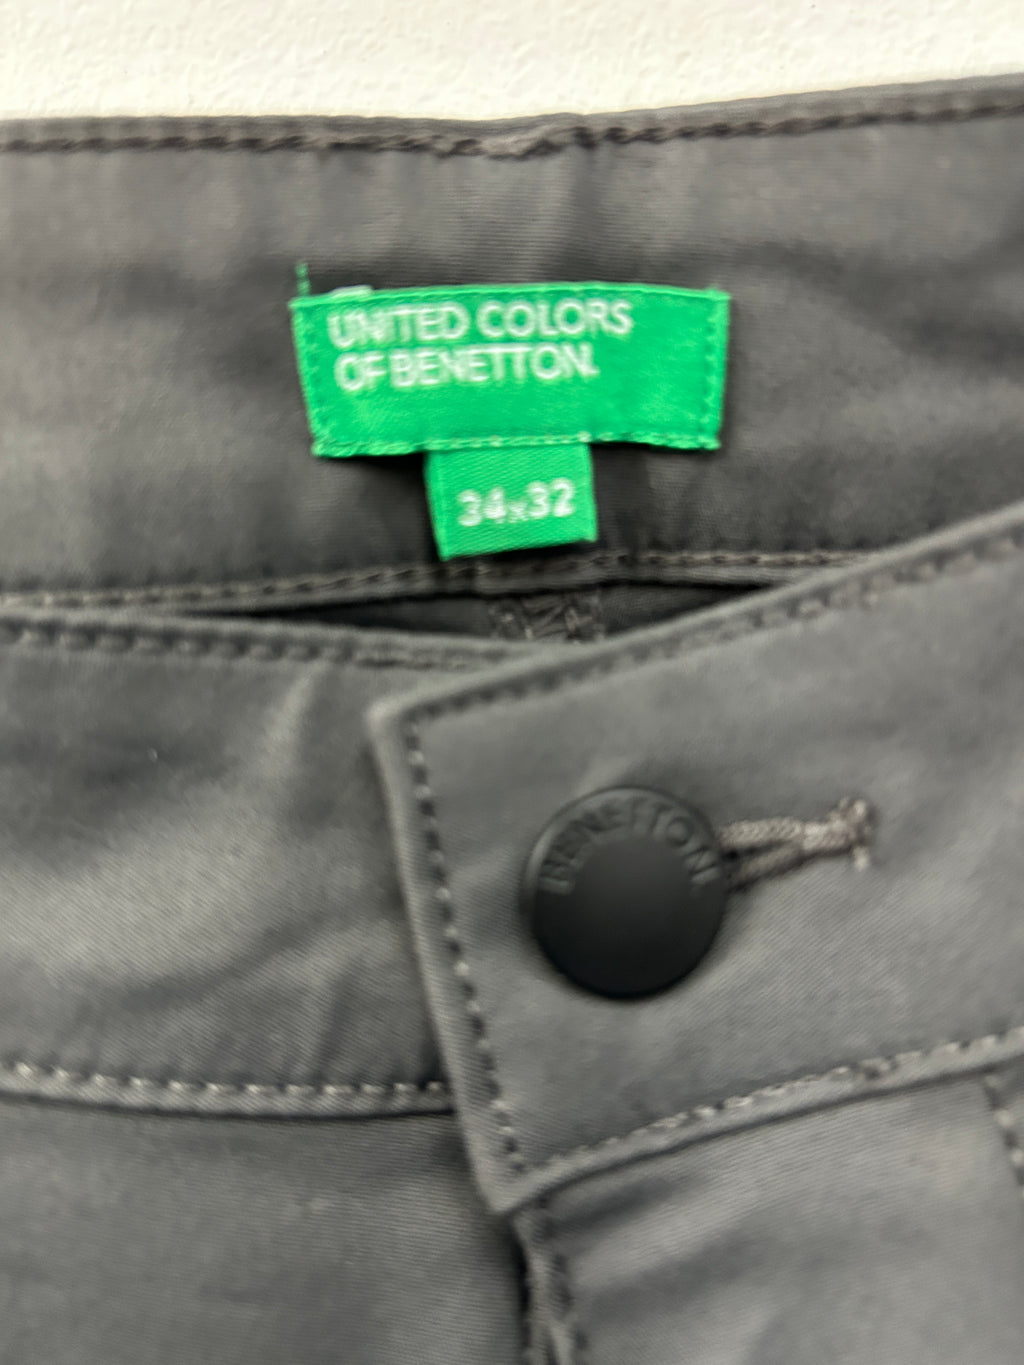 UNITED COLORS
OF BENETTON.
34x32
BENETTON.